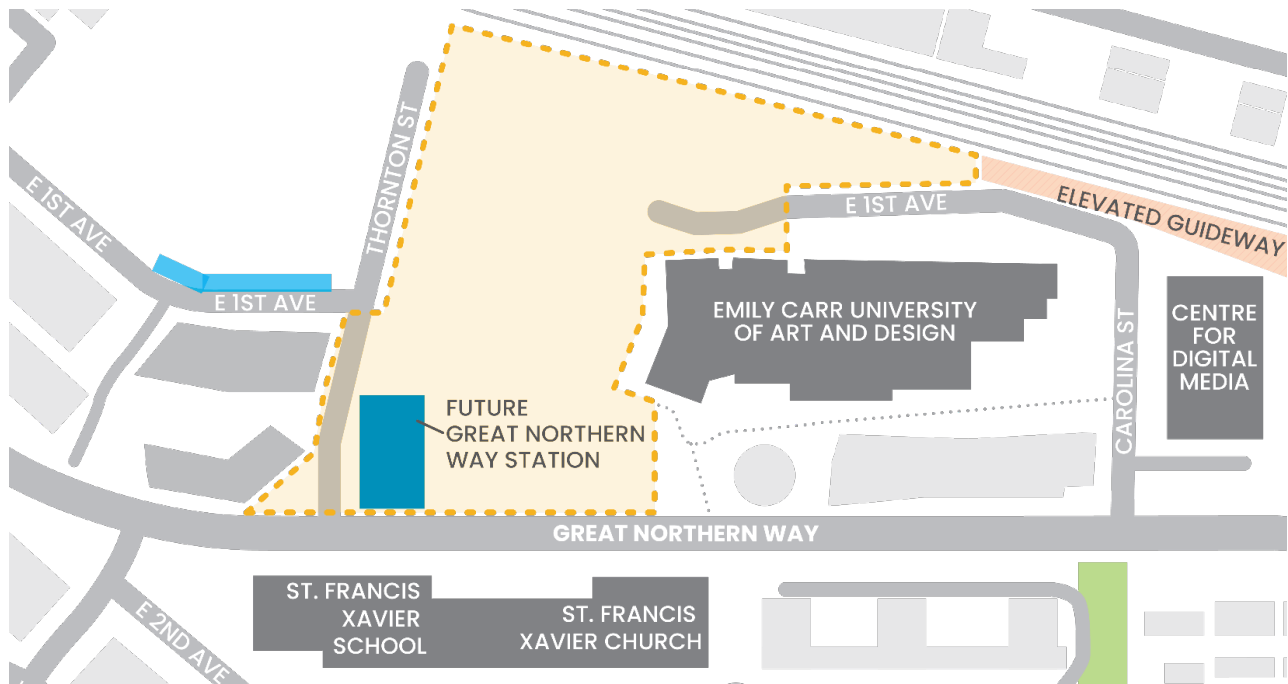 THORNTON ST
E 1ST AVE
E 1ST AVE
E 1ST AVE
ELEVATED GUIDEWAY
EMILY CARR UNIVERSITY
OF ART AND DESIGN
CAROLINA ST
CENTRE
FOR
DIGITAL
MEDIA
FUTURE
GREAT NORTHERN
WAY STATION
GREAT NORTHERN WAY
E 2ND AVE
ST. FRANCIS
XAVIER
SCHOOL
ST. FRANCIS
XAVIER CHURCH